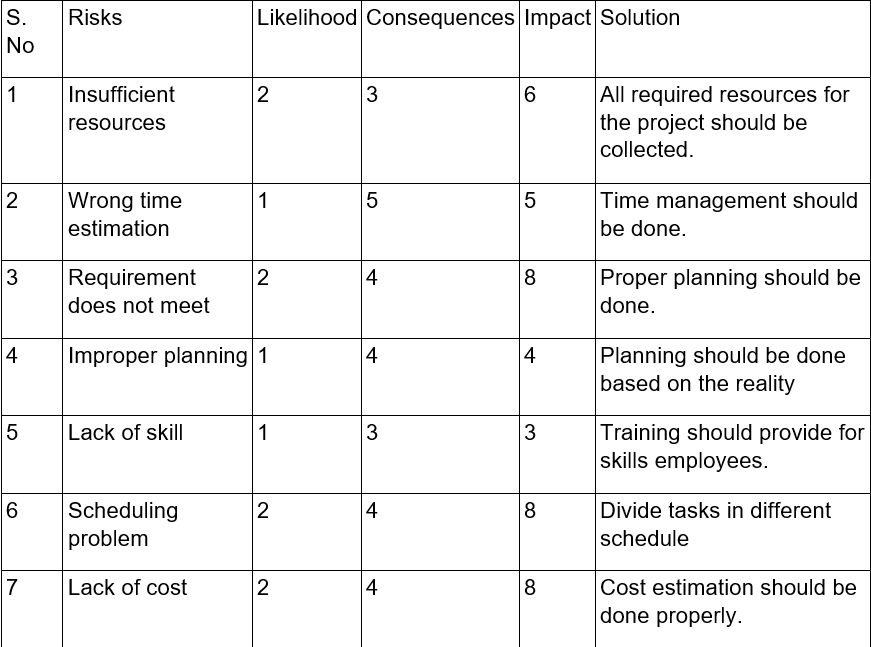 S. No Risks Likelihood Consequences Impact Solution
1 Insufficient resources 2 3 6 All required resources for the project should be collected.
2 Wrong time estimation 1 5 5 Time management should be done.
3 Requirement does not meet 2 4 8 Proper planning should be done.
4 Improper planning 1 4 4 Planning should be done based on the reality
5 Lack of skill 1 3 3 Training should provide for skills employees.
6 Scheduling problem 2 4 8 Divide tasks in different schedule
7 Lack of cost 2 4 8 Cost estimation should be done properly.